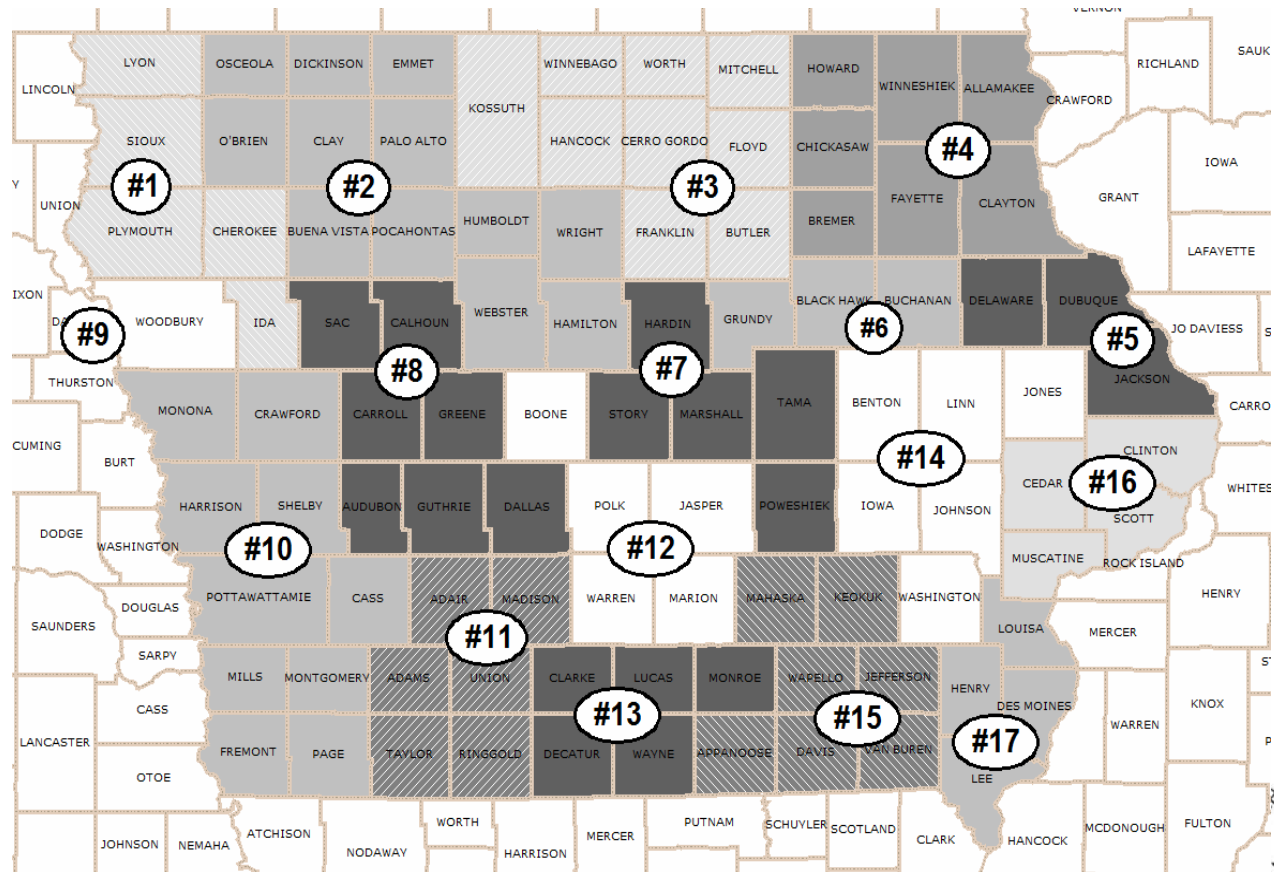 VERNON
LYON
OSCEOLA
DICKINSON
EMMET
WINNEBAGO
WORTH
MITCHELL
HOWARD
RICHLAND
SAUK
LINCOLN
KOSSUTH
WINNESHIEK
ALLAMAKEE
CRAWFORD
SIOUX
O'BRIEN
CLAY
PALO ALTO
HANCOCK
CERRO GORDO
FLOYD
CHICKASAW
#4
IOWA
#1
#2
#3
UNION
GRANT
FAYETTE
CLAYTON
PLYMOUTH
CHEROKEE
BUENA VISTA
POCAHONTAS
HUMBOLDT
WRIGHT
FRANKLIN
BUTLER
BREMER
LAFAYETTE
IXON
BLACK HAWK
BUCHANAN
DELAWARE
DUBUQUE
#9
WOODBURY
IDA
SAC
CALHOUN
WEBSTER
HAMILTON
HARDIN
GRUNDY
#6
#5
JO DAVIESS
THURSTON
#8
#7
JACKSON
MONONA
CRAWFORD
CARROLL
GREENE
BOONE
STORY
MARSHALL
TAMA
BENTON
LINN
JONES
CARRO
CUMING
BURT
#14
CLINTON
HARRISON
SHELBY
AUDUBON
GUTHRIE
DALLAS
POLK
JASPER
POWESHIEK
IOWA
JOHNSON
CEDAR
#16
WHITES
SCOTT
DODGE
WASHINGTON
#10
#12
MUSCATINE
ROCK ISLAND
DOUGLAS
POTTAWATTAMIE
CASS
ADAIR
MADISON
WARREN
MARION
MAHASKA
KEOKUK
WASHINGTON
HENRY
SAUNDERS
#11
LOUISA
MERCER
SARPY
MILLS
MONTGOMERY
ADAMS
UNION
CLARKE
LUCAS
MONROE
WAPELLO
JEFFERSON
HENRY
DES MOINES
KNOX
CASS
#13
#15
WARREN
LANCASTER
#17
OTOE
FREMONT
PAGE
TAYLOR
RINGGOLD
DECATUR
WAYNE
APPANOOSE
DAVIS
VAN BUREN
LEE
JOHNSON
NEMAHA
ATCHISON
NODAWAY
WORTH
HARRISON
MERCER
PUTNAM
SCHUYLER
SCOTLAND
CLARK
HANCOCK
MCDONOUGH
FULTON